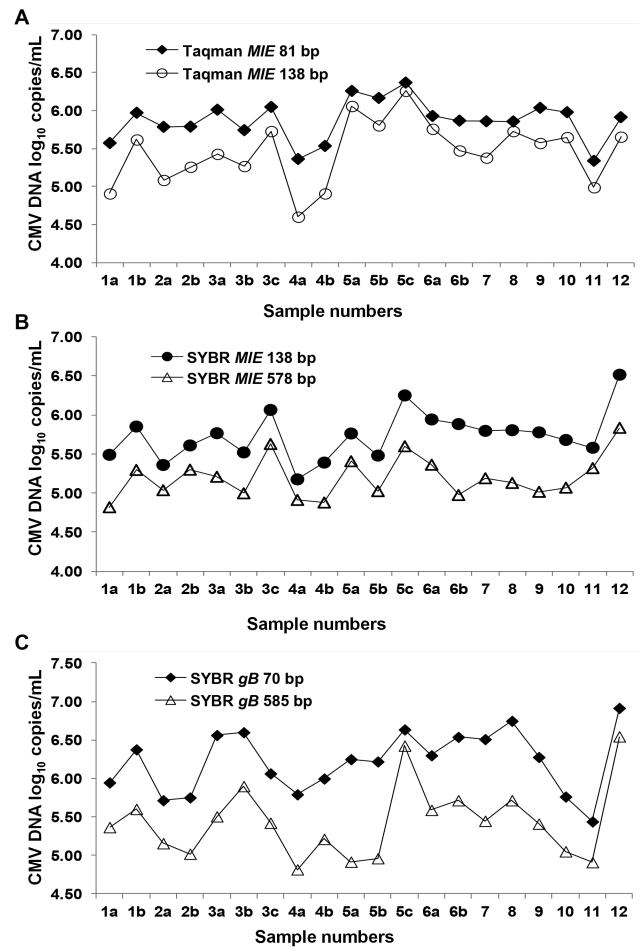 A
CMV DNA log₁₀ copies/mL
7.00
6.50
6.00
5.50
5.00
4.50
4.00
Taqman MIE 81 bp
Taqman MIE 138 bp
1a 1b 2a 2b 3a 3b 3c 4a 4b 5a 5b 5c 6a 6b 7 8 9 10 11 12
Sample numbers
B
CMV DNA log₁₀ copies/mL
7.00
6.50
6.00
5.50
5.00
4.50
4.00
SYBR MIE 138 bp
SYBR MIE 578 bp
1a 1b 2a 2b 3a 3b 3c 4a 4b 5a 5b 5c 6a 6b 7 8 9 10 11 12
Sample numbers
C
CMV DNA log₁₀ copies/mL
7.50
7.00
6.50
6.00
5.50
5.00
4.50
SYBR gB 70 bp
SYBR gB 585 bp
1a 1b 2a 2b 3a 3b 3c 4a 4b 5a 5b 5c 6a 6b 7 8 9 10 11 12
Sample numbers